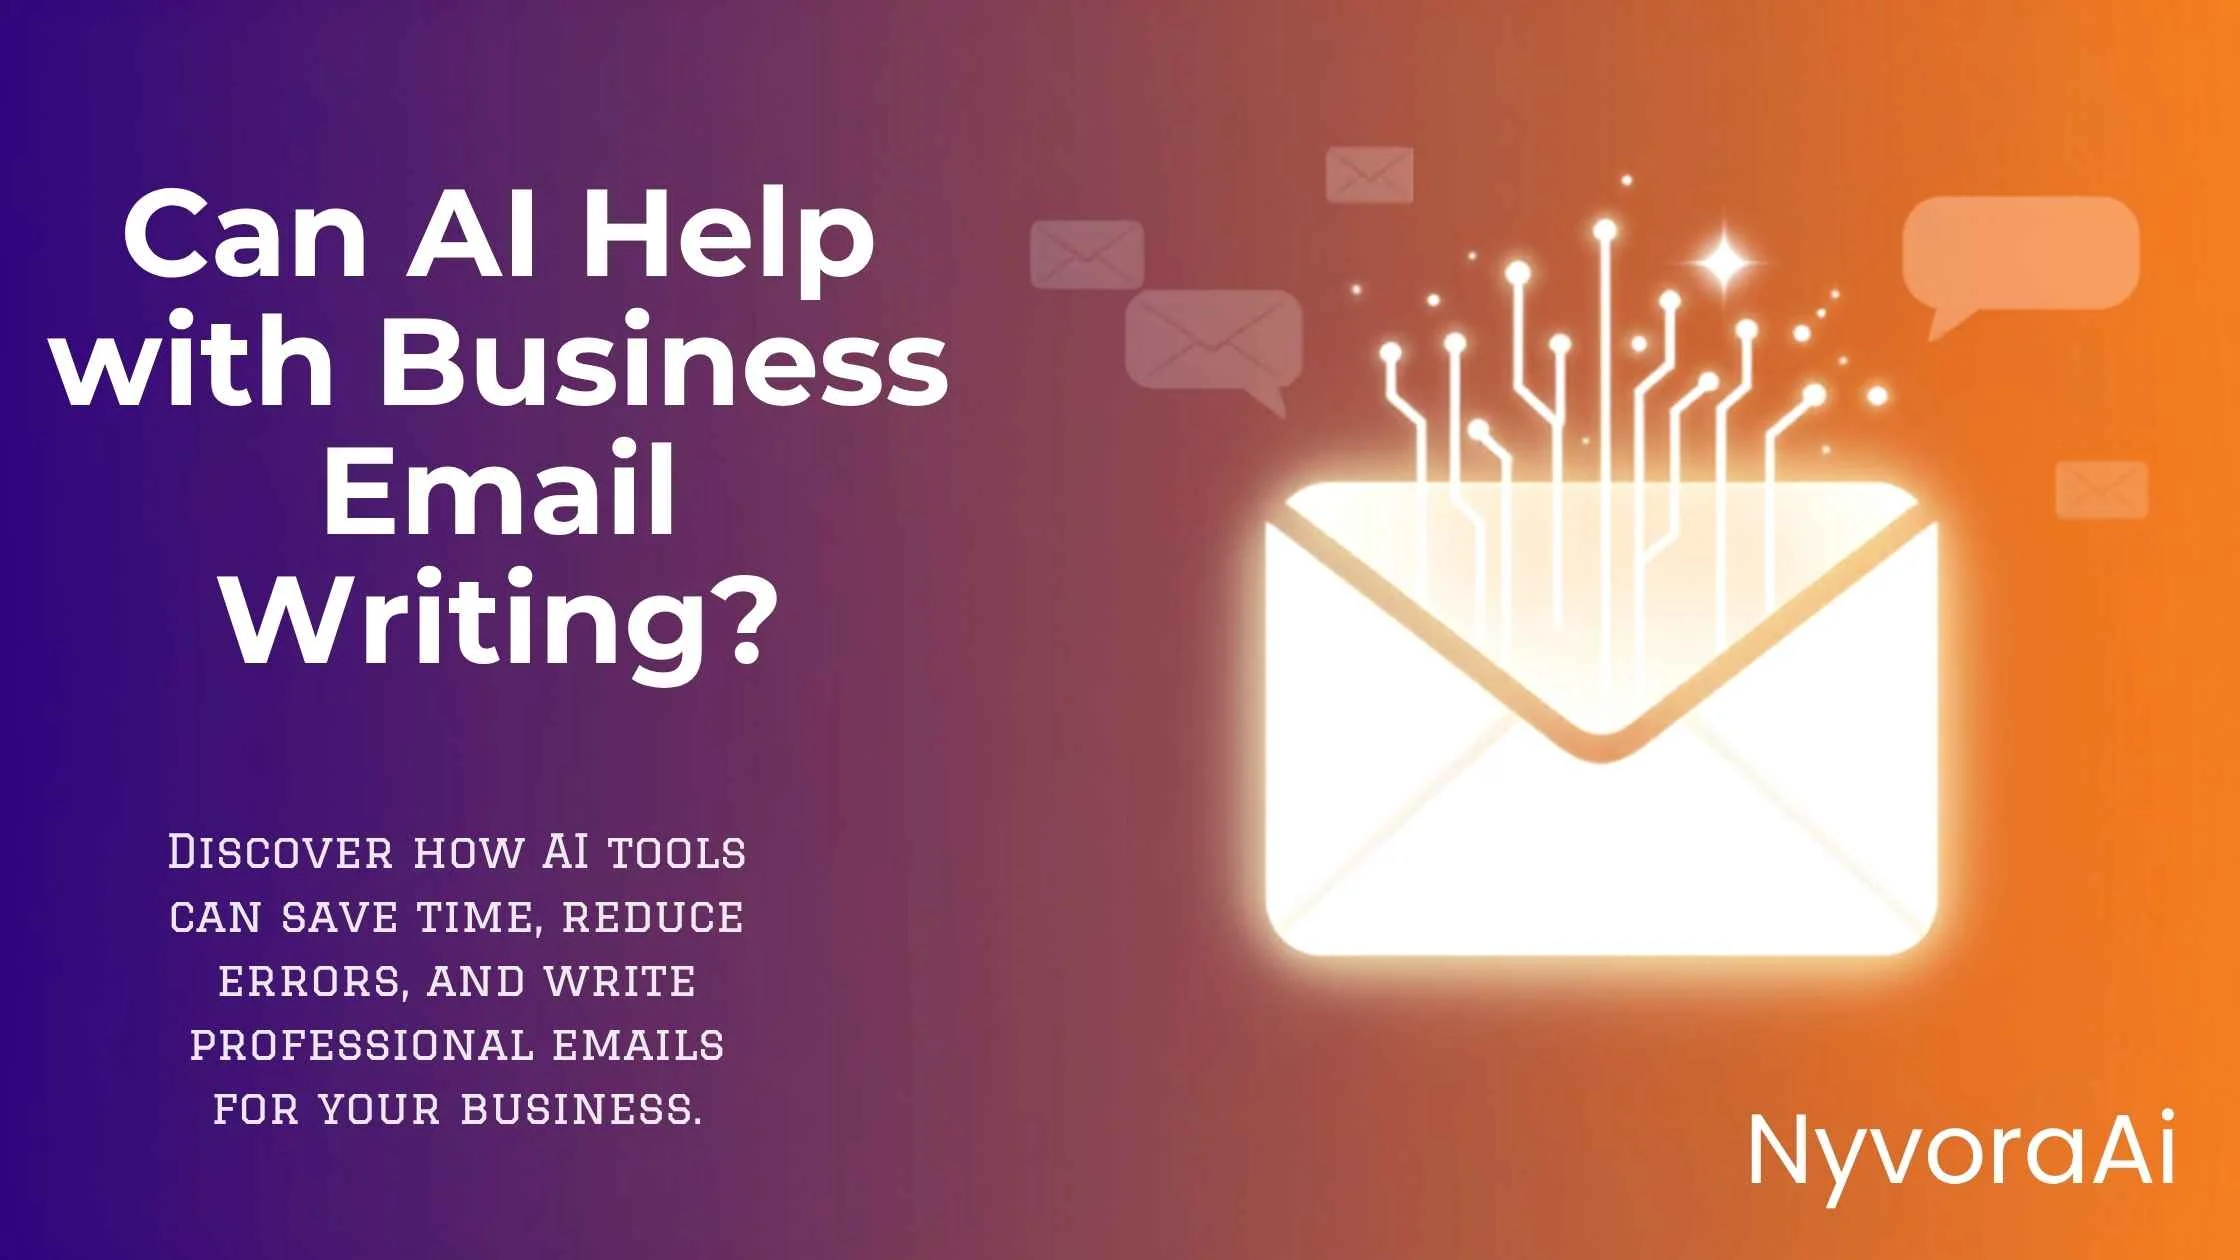 Can AI Help
with Business
Email
Writing?
Discover how AI tools
can save time, reduce
errors, and write
professional emails
for your business.
NyvoraAi